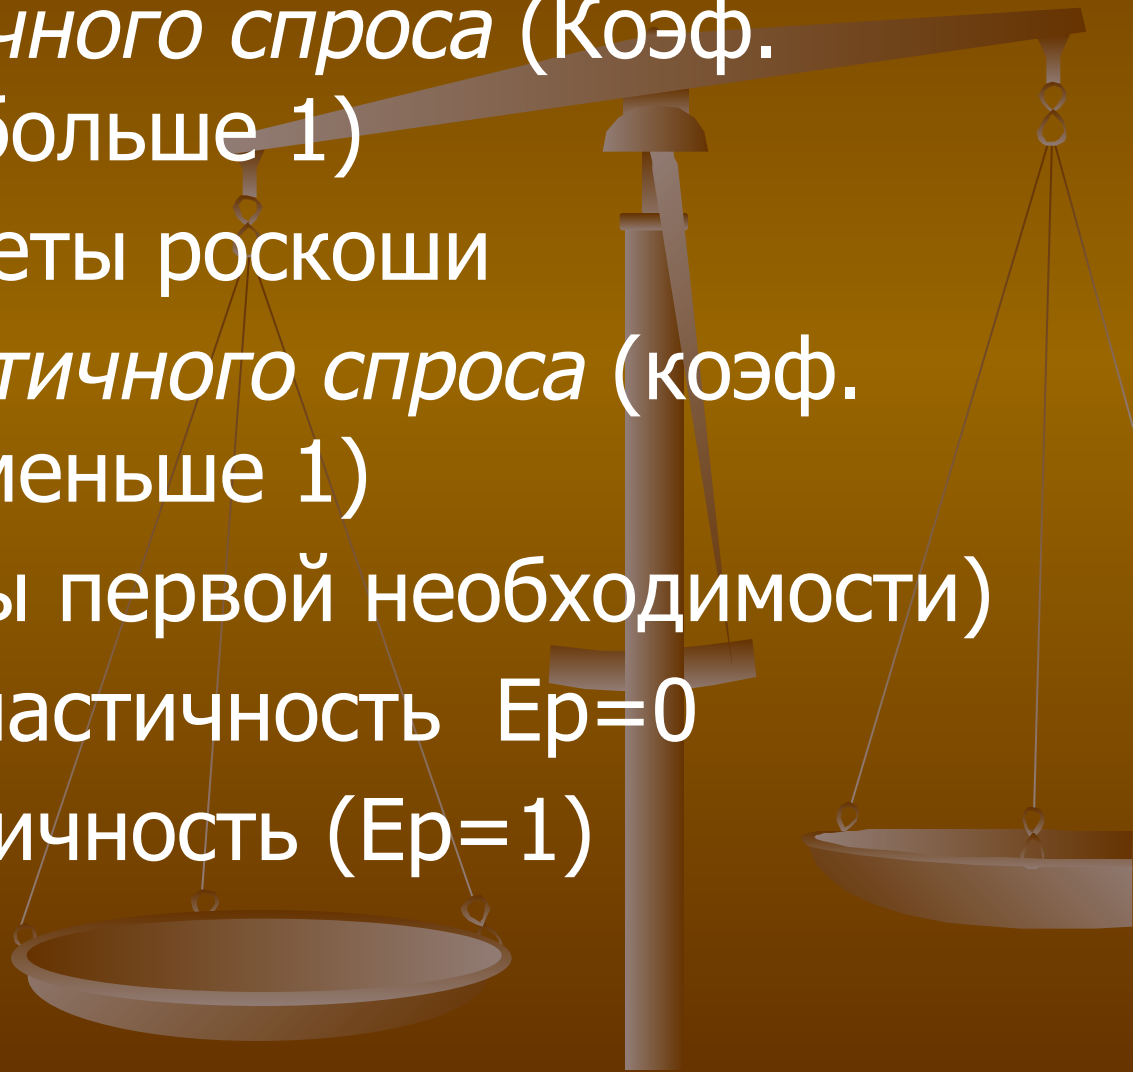 чного спроса (Коэф.
больше 1)
еты роскоши
тичного спроса (коэф.
меньше 1)
ы первой необходимости)
ластичность Ер=0
ичность (Ер=1)